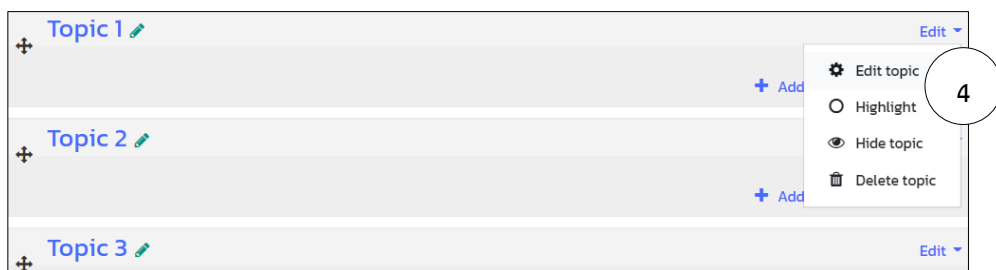 Topic 1
Edit
Edit topic
Add
4
Highlight
Topic 2
Hide topic
Delete topic
Add
Topic 3
Edit